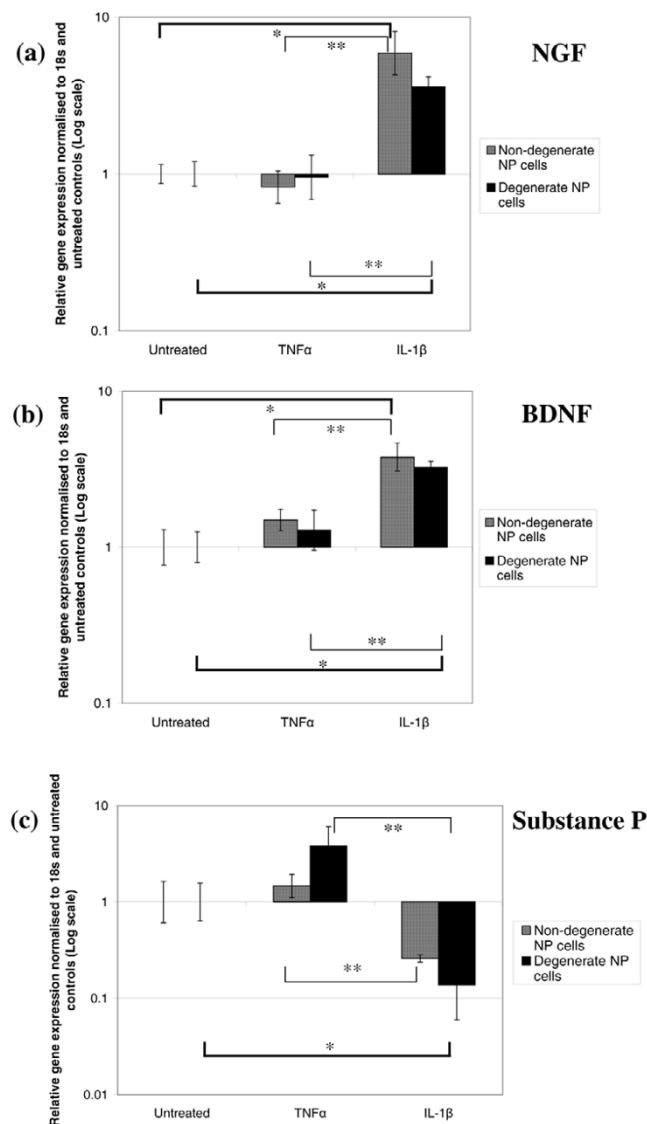 (a)
NGF
Relative gene expression normalised to 18s and
untreated controls (Log scale)
10
1
0.1
*
**
**
*
Untreated
TNFα
IL-1β
Non-degenerate
NP cells
Degenerate NP
cells
(b)
BDNF
Relative gene expression normalised to 18s and
untreated controls (Log scale)
10
1
0.1
*
**
**
*
Untreated
TNFα
IL-1β
Non-degenerate
NP cells
Degenerate NP
cells
(c)
Substance P
Relative gene expression normalised to 18s and untreated
controls (Log scale)
10
1
0.1
0.01
**
**
*
Untreated
TNFα
IL-1β
Non-degenerate
NP cells
Degenerate NP
cells